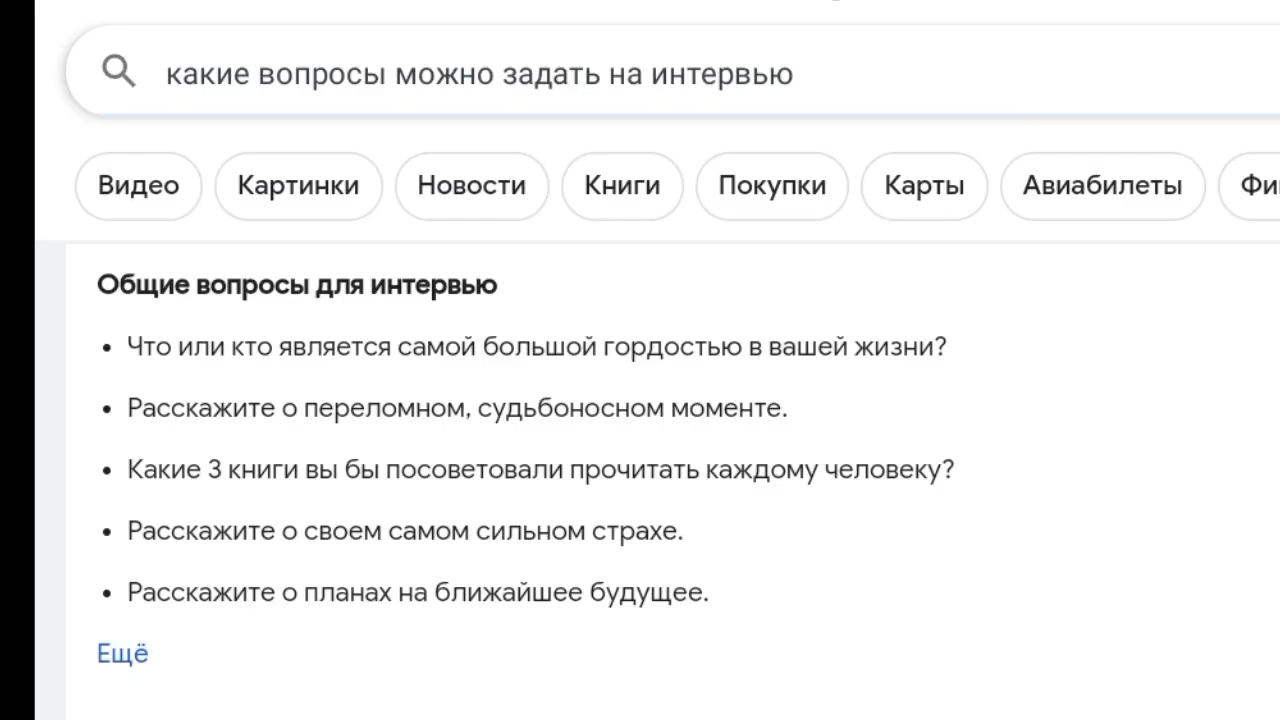 какие вопросы можно задать на интервью
Видео Картинки Новости Книги Покупки Карты Авиабилеты
Общие вопросы для интервью
• Что или кто является самой большой гордостью в вашей жизни?
• Расскажите о переломном, судьбоносном моменте.
• Какие 3 книги вы бы посоветовали прочитать каждому человеку?
• Расскажите о своем самом сильном страхе.
• Расскажите о планах на ближайшее будущее.
Ещё